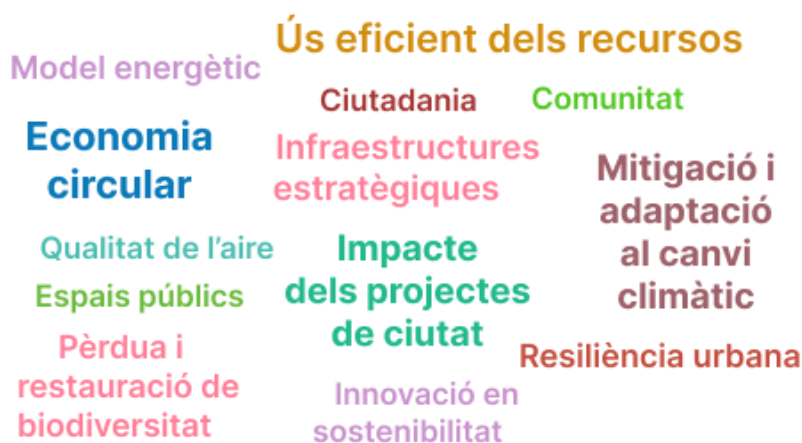 Ús eficient dels recursos
Model energètic
Ciutadania
Comunitat
Economia
circular
Infraestructures
estratègiques
Mitigació i
adaptació
al canvi
climàtic
Qualitat de l’aire
Impacte
dels projectes
de ciutat
Espais públics
Pèrdua i
restauració de
biodiversitat
Resiliència urbana
Innovació en
sostenibilitat